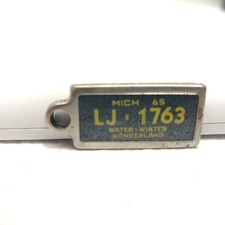 MICH 65
LJ · 1763
WATER-WINTER
WONDERLAND